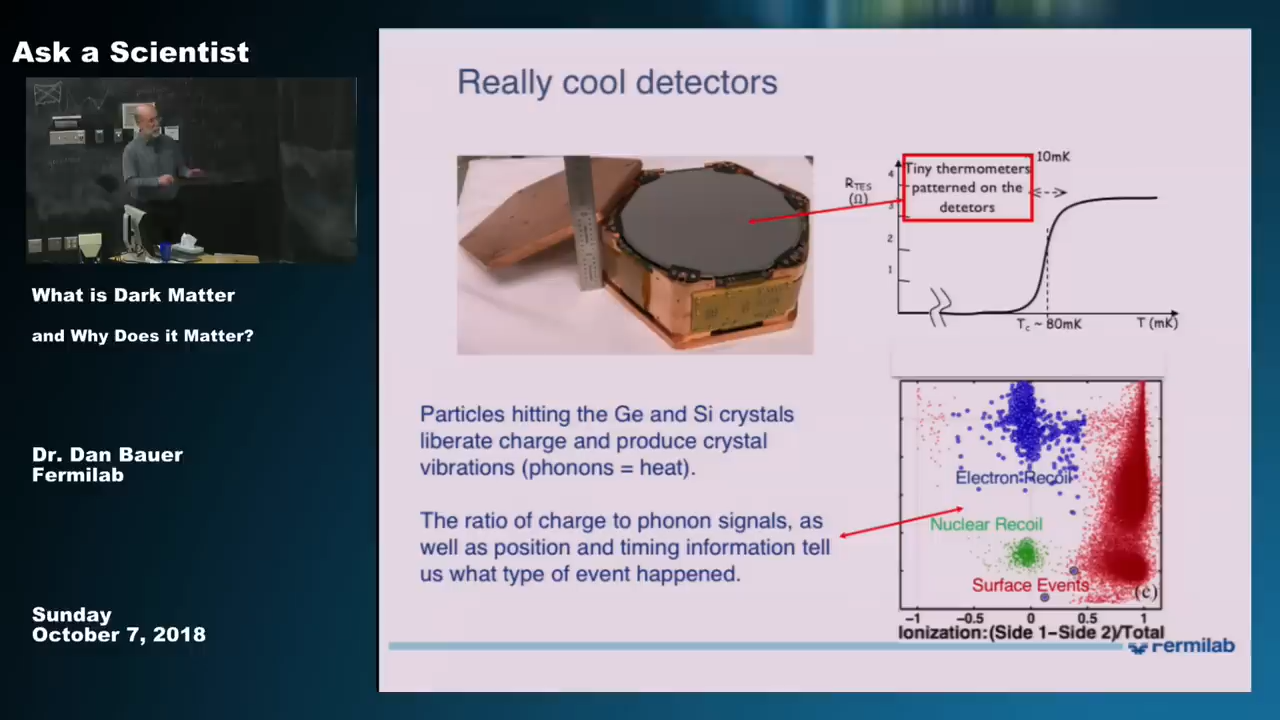 Ask a Scientist
What is Dark Matter
and Why Does it Matter?
Dr. Dan Bauer
Fermilab
Sunday
October 7, 2018
Really cool detectors
Tiny thermometers
patterned on the
detetors
10mK
R_TES
(Ω)
4
3
2
1
T_c ~ 80mK
T (mK)
Particles hitting the Ge and Si crystals
liberate charge and produce crystal
vibrations (phonons = heat).
The ratio of charge to phonon signals, as
well as position and timing information tell
us what type of event happened.
Electron Recoil
Nuclear Recoil
Surface Events
(c)
−1 −0.5 0 0.5 1
Ionization:(Side 1−Side 2)/Total
Fermilab